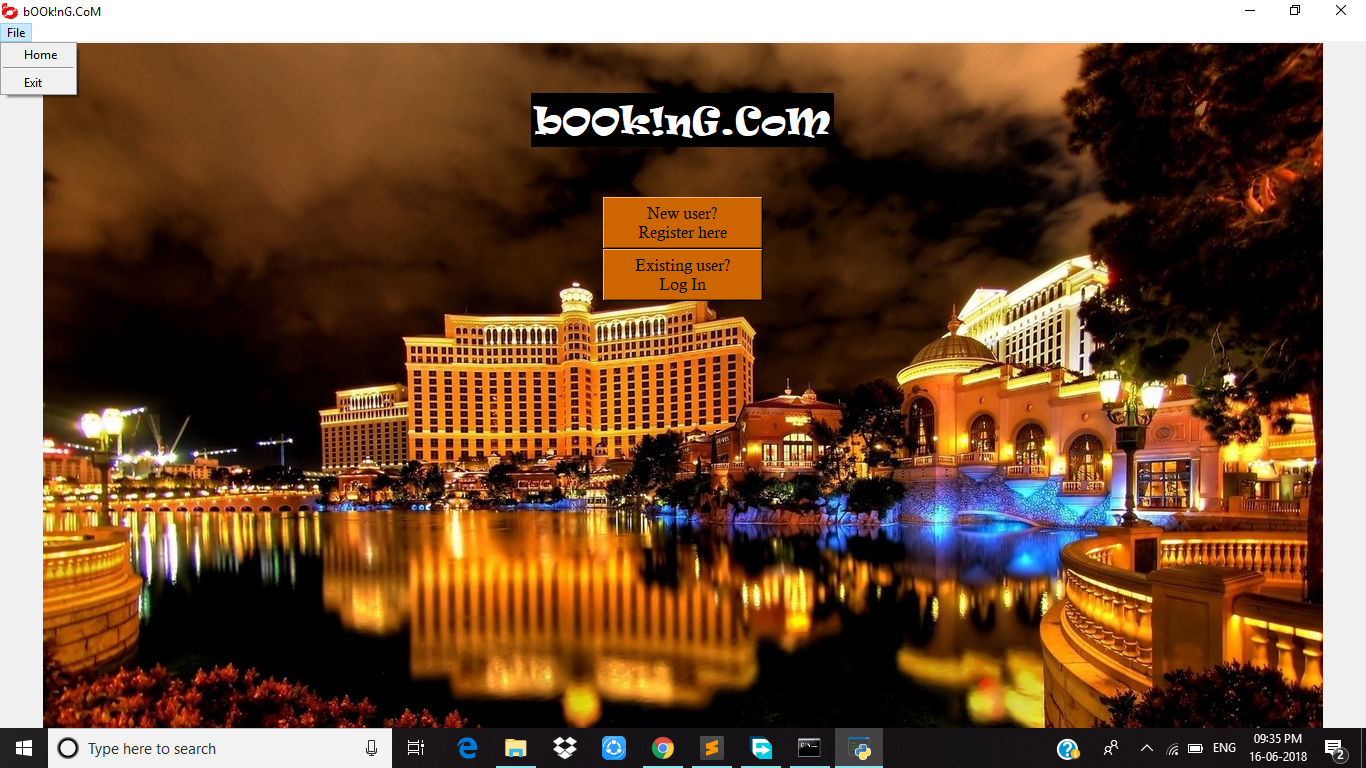 bOOk!nG.CoM
File
Home
Exit
bOOk!nG.CoM
New user?
Register here
Existing user?
Log In
Type here to search
ENG
09:35 PM
16-06-2018
2